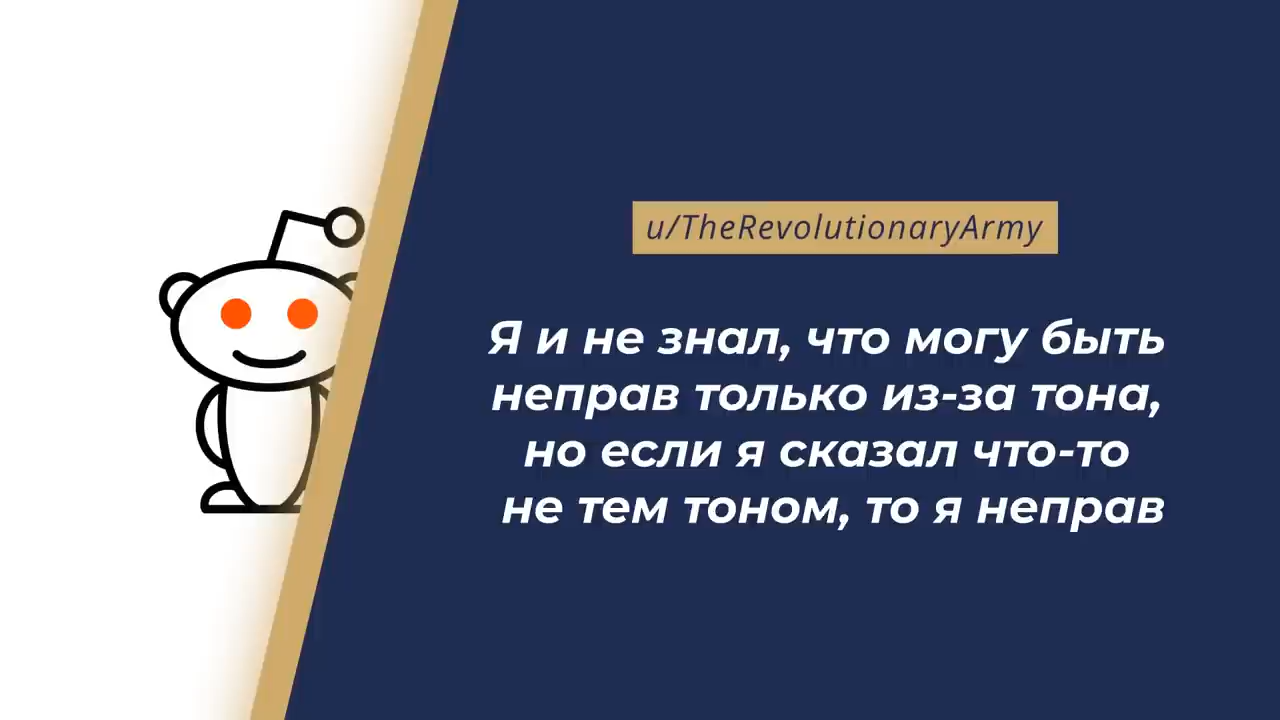 u/TheRevolutionaryArmy
Я и не знал, что могу быть
неправ только из-за тона,
но если я сказал что-то
не тем тоном, то я неправ